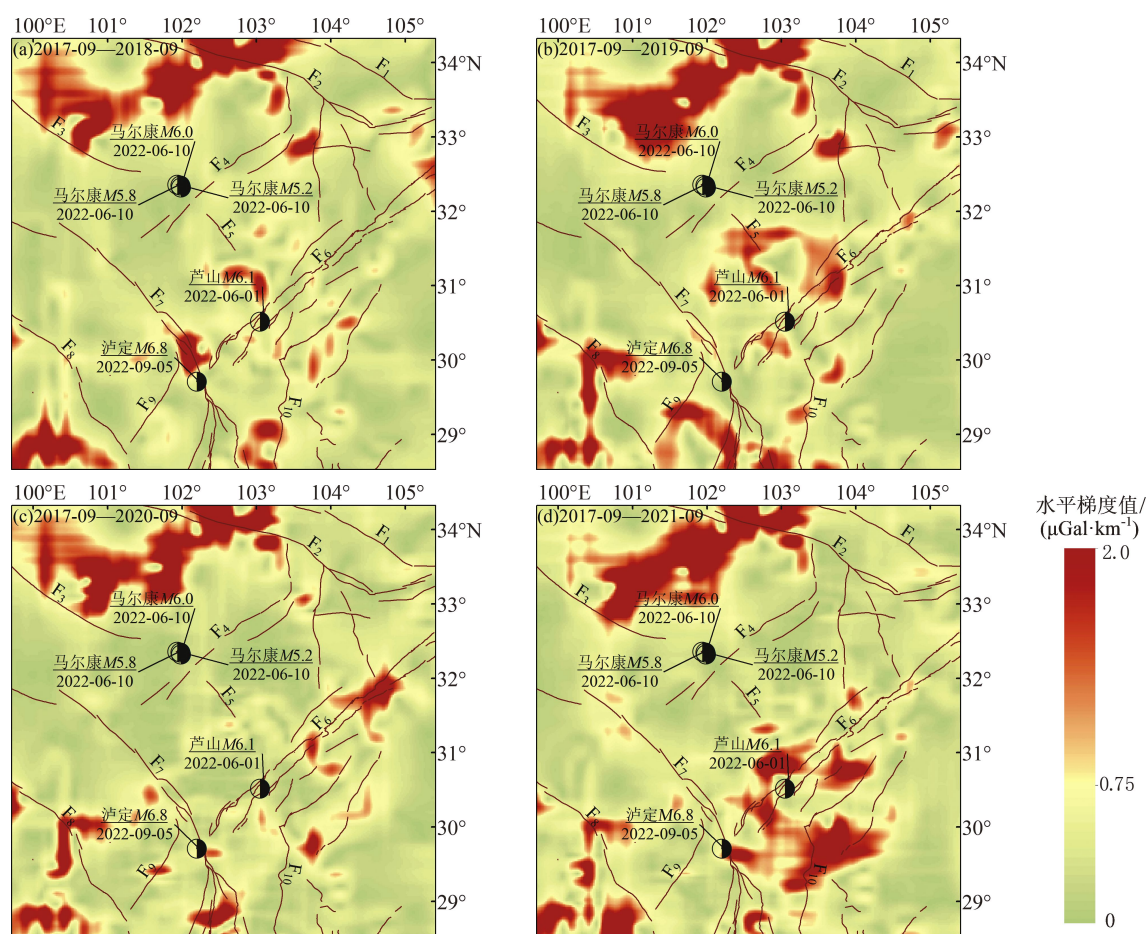 100°E 101° 102° 103° 104° 105°
100°E 101° 102° 103° 104° 105°
(a)2017-09—2018-09
F1
F2
34°N
F3
马尔康M6.0
2022-06-10
33°
F4
马尔康M5.8
2022-06-10
马尔康M5.2
2022-06-10
32°
F5
F6
芦山M6.1
2022-06-01
31°
F7
泸定M6.8
2022-09-05
F8
30°
F9
F10
29°
(b)2017-09—2019-09
F1
F2
34°N
F3
马尔康M6.0
2022-06-10
33°
F4
马尔康M5.8
2022-06-10
马尔康M5.2
2022-06-10
32°
F5
F6
芦山M6.1
2022-06-01
31°
F7
泸定M6.8
2022-09-05
F8
30°
F9
F10
29°
100°E 101° 102° 103° 104° 105°
100°E 101° 102° 103° 104° 105°
(c)2017-09—2020-09
F1
F2
34°N
F3
马尔康M6.0
2022-06-10
33°
F4
马尔康M5.8
2022-06-10
马尔康M5.2
2022-06-10
32°
F5
F6
芦山M6.1
2022-06-01
31°
F7
泸定M6.8
2022-09-05
F8
30°
F9
F10
29°
(d)2017-09—2021-09
F1
F2
34°N
F3
马尔康M6.0
2022-06-10
33°
F4
马尔康M5.8
2022-06-10
马尔康M5.2
2022-06-10
32°
F5
F6
芦山M6.1
2022-06-01
31°
F7
泸定M6.8
2022-09-05
F8
30°
F9
F10
29°
水平梯度值/
(μGal·km⁻¹)
2.0
0.75
0